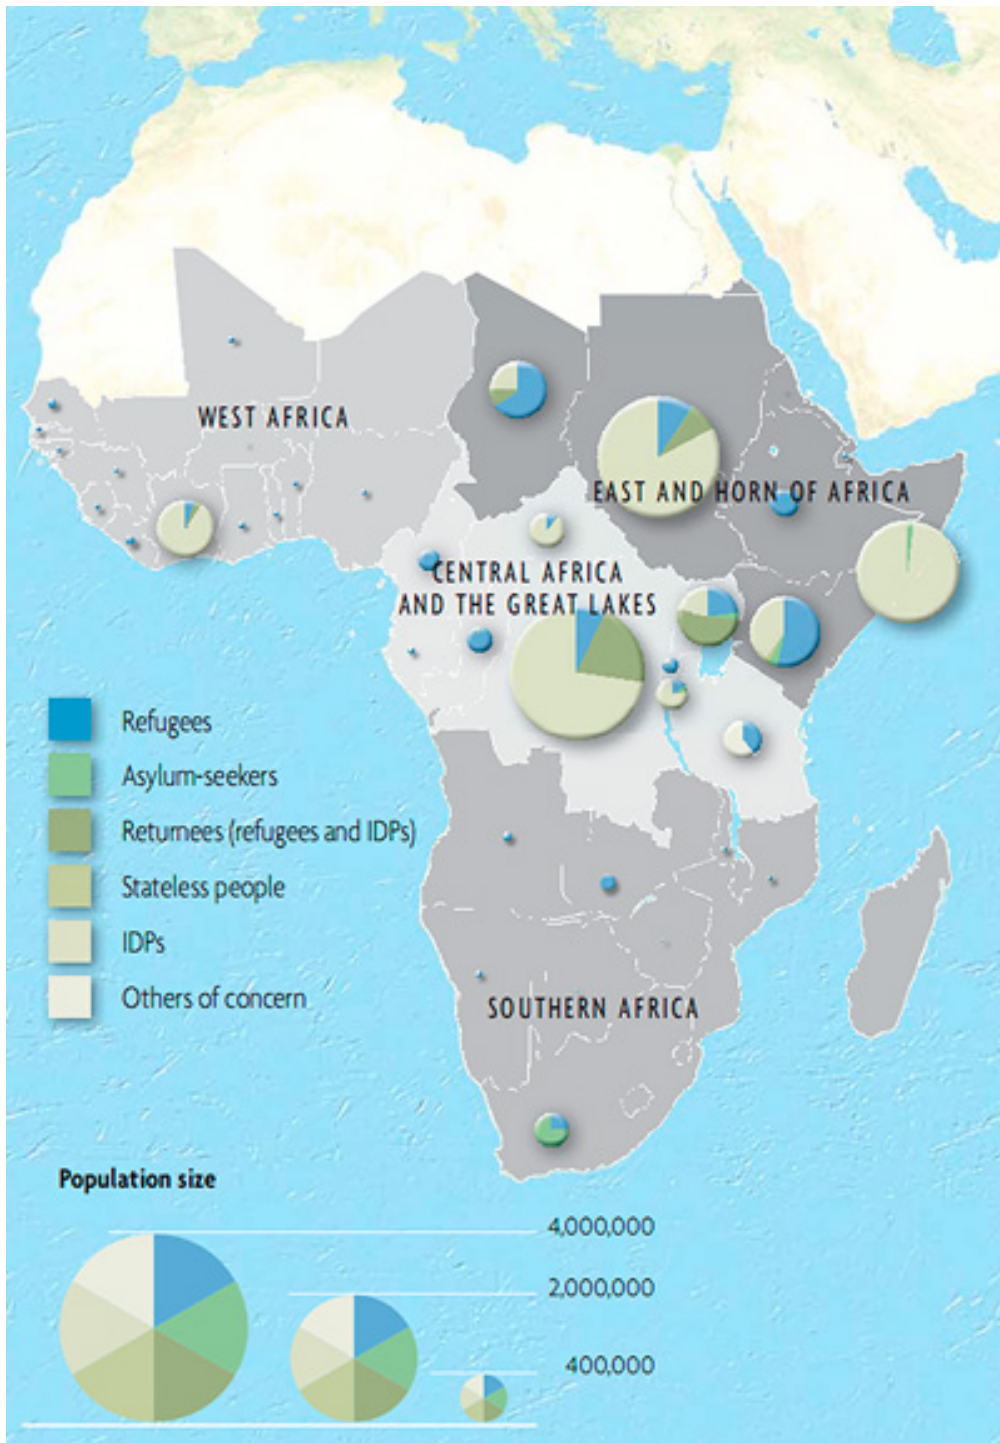 WEST AFRICA
EAST AND HORN OF AFRICA
CENTRAL AFRICA
AND THE GREAT LAKES
Refugees
Asylum-seekers
Returnees (refugees and IDPs)
Stateless people
IDPs
Others of concern
SOUTHERN AFRICA
Population size
4,000,000
2,000,000
400,000